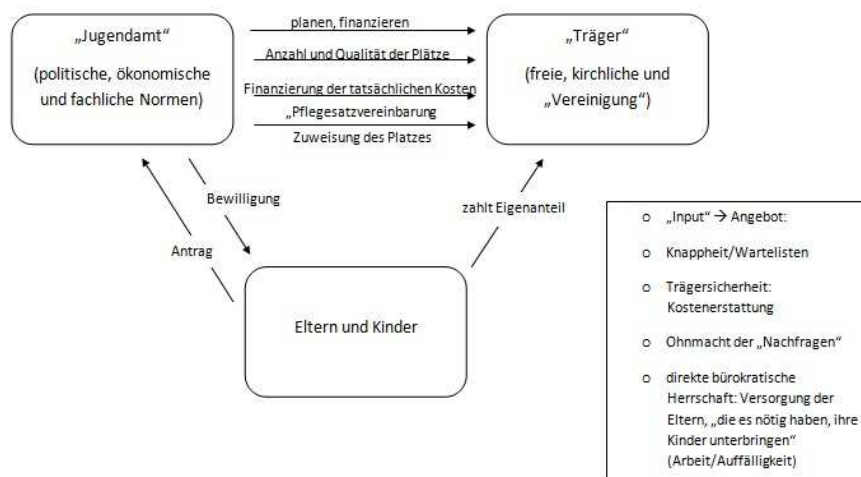 „Jugendamt“
(politische, ökonomische
und fachliche Normen)
planen, finanzieren
Anzahl und Qualität der Plätze
Finanzierung der tatsächlichen Kosten
„Pflegesatzvereinbarung
Zuweisung des Platzes
„Träger“
(freie, kirchliche und
„Vereinigung“)
Bewilligung
Antrag
zahlt Eigenanteil
Eltern und Kinder
o „Input“ → Angebot:
o Knappheit/Wartelisten
o Trägersicherheit:
Kostenerstattung
o Ohnmacht der „Nachfragen“
o direkte bürokratische
Herrschaft: Versorgung der
Eltern, „die es nötig haben, ihre
Kinder unterbringen“
(Arbeit/Auffälligkeit)